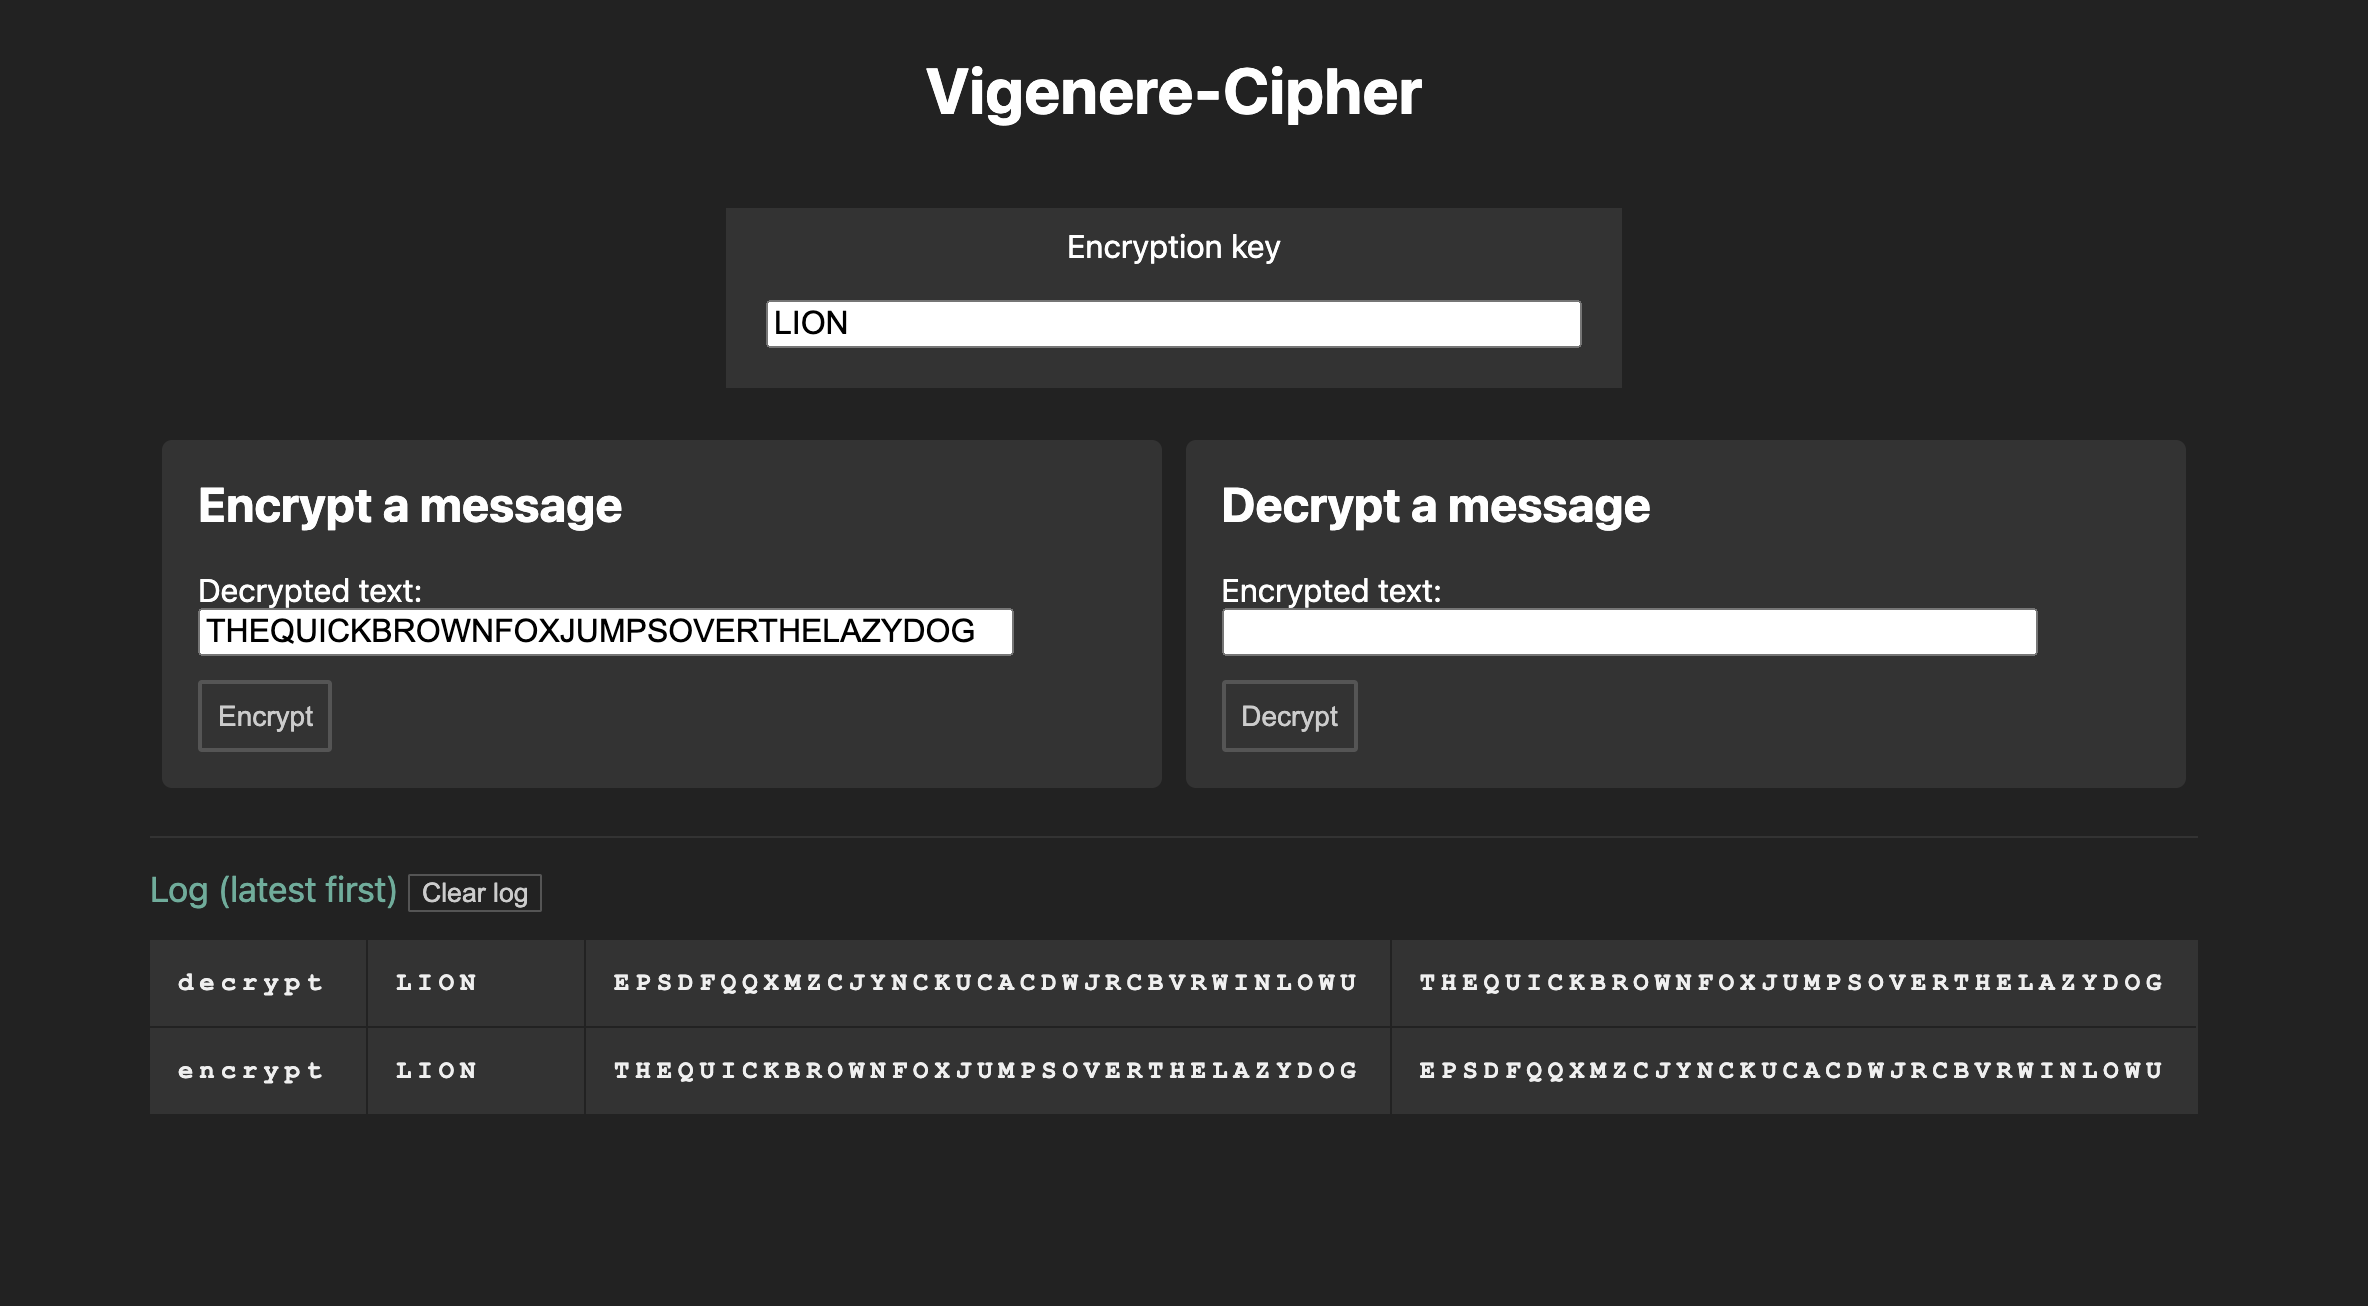 Vigenere-Cipher
Encryption key
LION
Encrypt a message
Decrypted text:
THEQUICKBROWNFOXJUMPSOVERTHELAZYDOG
Encrypt
Decrypt a message
Encrypted text:
Decrypt
Log (latest first) Clear log
decrypt LION EPSDFQQXMZCJYNCKUCACDWJRCBVRWINLOWU THEQUICKBROWNFOXJUMPSOVERTHELAZYDOG
encrypt LION THEQUICKBROWNFOXJUMPSOVERTHELAZYDOG EPSDFQQXMZCJYNCKUCACDWJRCBVRWINLOWU